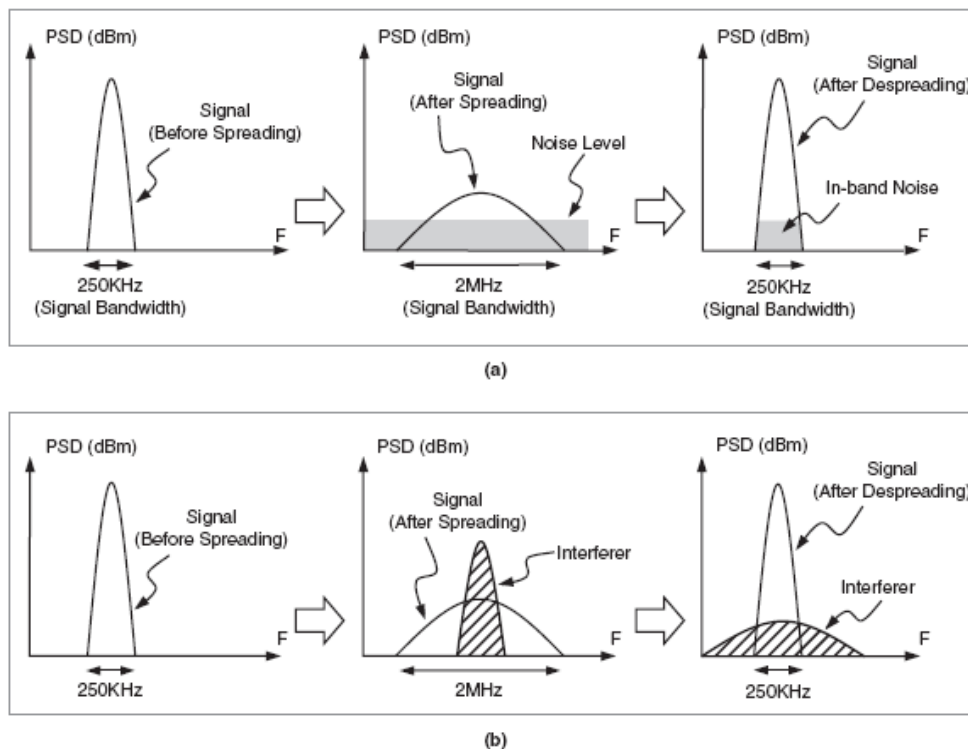 PSD (dBm)
Signal
(Before Spreading)
F
250KHz
(Signal Bandwidth)
PSD (dBm)
Signal
(After Spreading)
Noise Level
F
2MHz
(Signal Bandwidth)
PSD (dBm)
Signal
(After Despreading)
In-band Noise
F
250KHz
(Signal Bandwidth)
(a)
PSD (dBm)
Signal
(Before Spreading)
F
250KHz
PSD (dBm)
Signal
(After Spreading)
Interferer
F
2MHz
PSD (dBm)
Signal
(After Despreading)
Interferer
F
250KHz
(b)